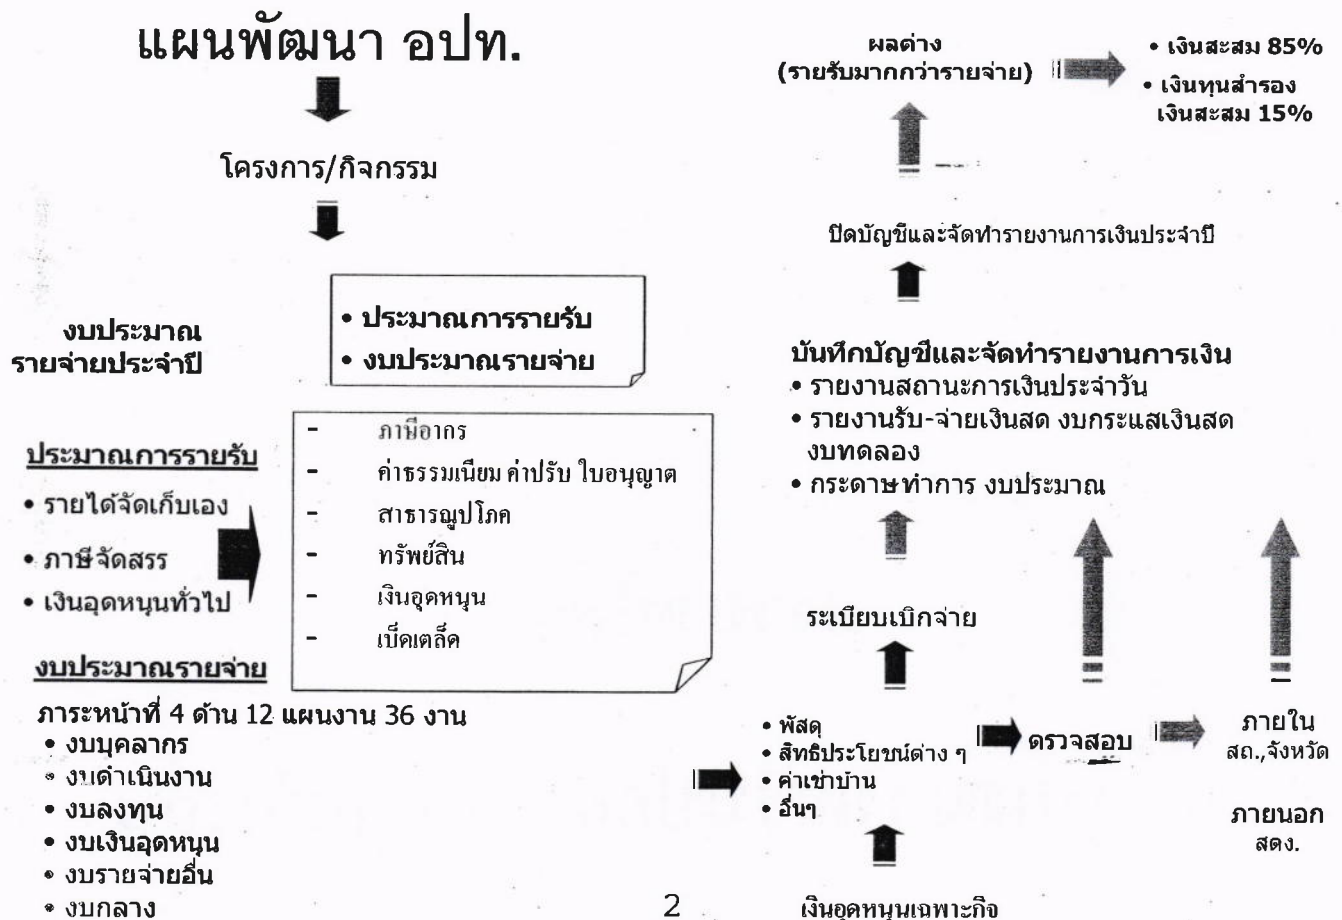 แผนพัฒนา อปท.
โครงการ/กิจกรรม
งบประมาณ
รายจ่ายประจำปี
• ประมาณการรายรับ
• งบประมาณรายจ่าย
ประมาณการรายรับ
• รายได้จัดเก็บเอง
• ภาษีจัดสรร
• เงินอุดหนุนทั่วไป
- ภาษีอากร
- ค่าธรรมเนียม ค่าปรับ ใบอนุญาต
- สาธารณูปโภค
- ทรัพย์สิน
- เงินอุดหนุน
- เบ็ดเตล็ด
งบประมาณรายจ่าย
ภาระหน้าที่ 4 ด้าน 12 แผนงาน 36 งาน
• งบบุคลากร
• งบดำเนินงาน
• งบลงทุน
• งบเงินอุดหนุน
• งบรายจ่ายอื่น
• งบกลาง
ผลต่าง
(รายรับมากกว่ารายจ่าย)
• เงินสะสม 85%
• เงินทุนสำรอง
เงินสะสม 15%
ปิดบัญชีและจัดทำรายงานการเงินประจำปี
บันทึกบัญชีและจัดทำรายงานการเงิน
• รายงานสถานะการเงินประจำวัน
• รายงานรับ-จ่ายเงินสด งบกระแสเงินสด
งบทดลอง
• กระดาษทำการ งบประมาณ
ระเบียบเบิกจ่าย
• พัสดุ
• สิทธิประโยชน์ต่าง ๆ
• ค่าเช่าบ้าน
• อื่นๆ
ตรวจสอบ
ภายใน
สถ.,จังหวัด
ภายนอก
สตง.
เงินอุดหนุนเฉพาะกิจ
2